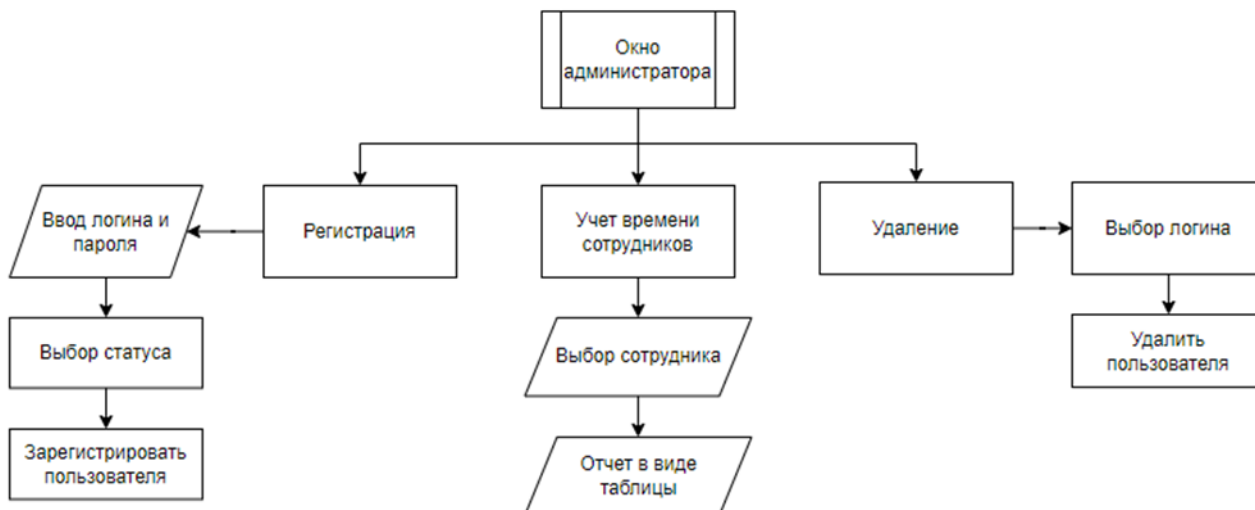 Окно
администратора
Ввод логина и
пароля
Регистрация
Учет времени
сотрудников
Удаление
Выбор логина
Выбор статуса
Выбор сотрудника
Удалить
пользователя
Зарегистрировать
пользователя
Отчет в виде
таблицы